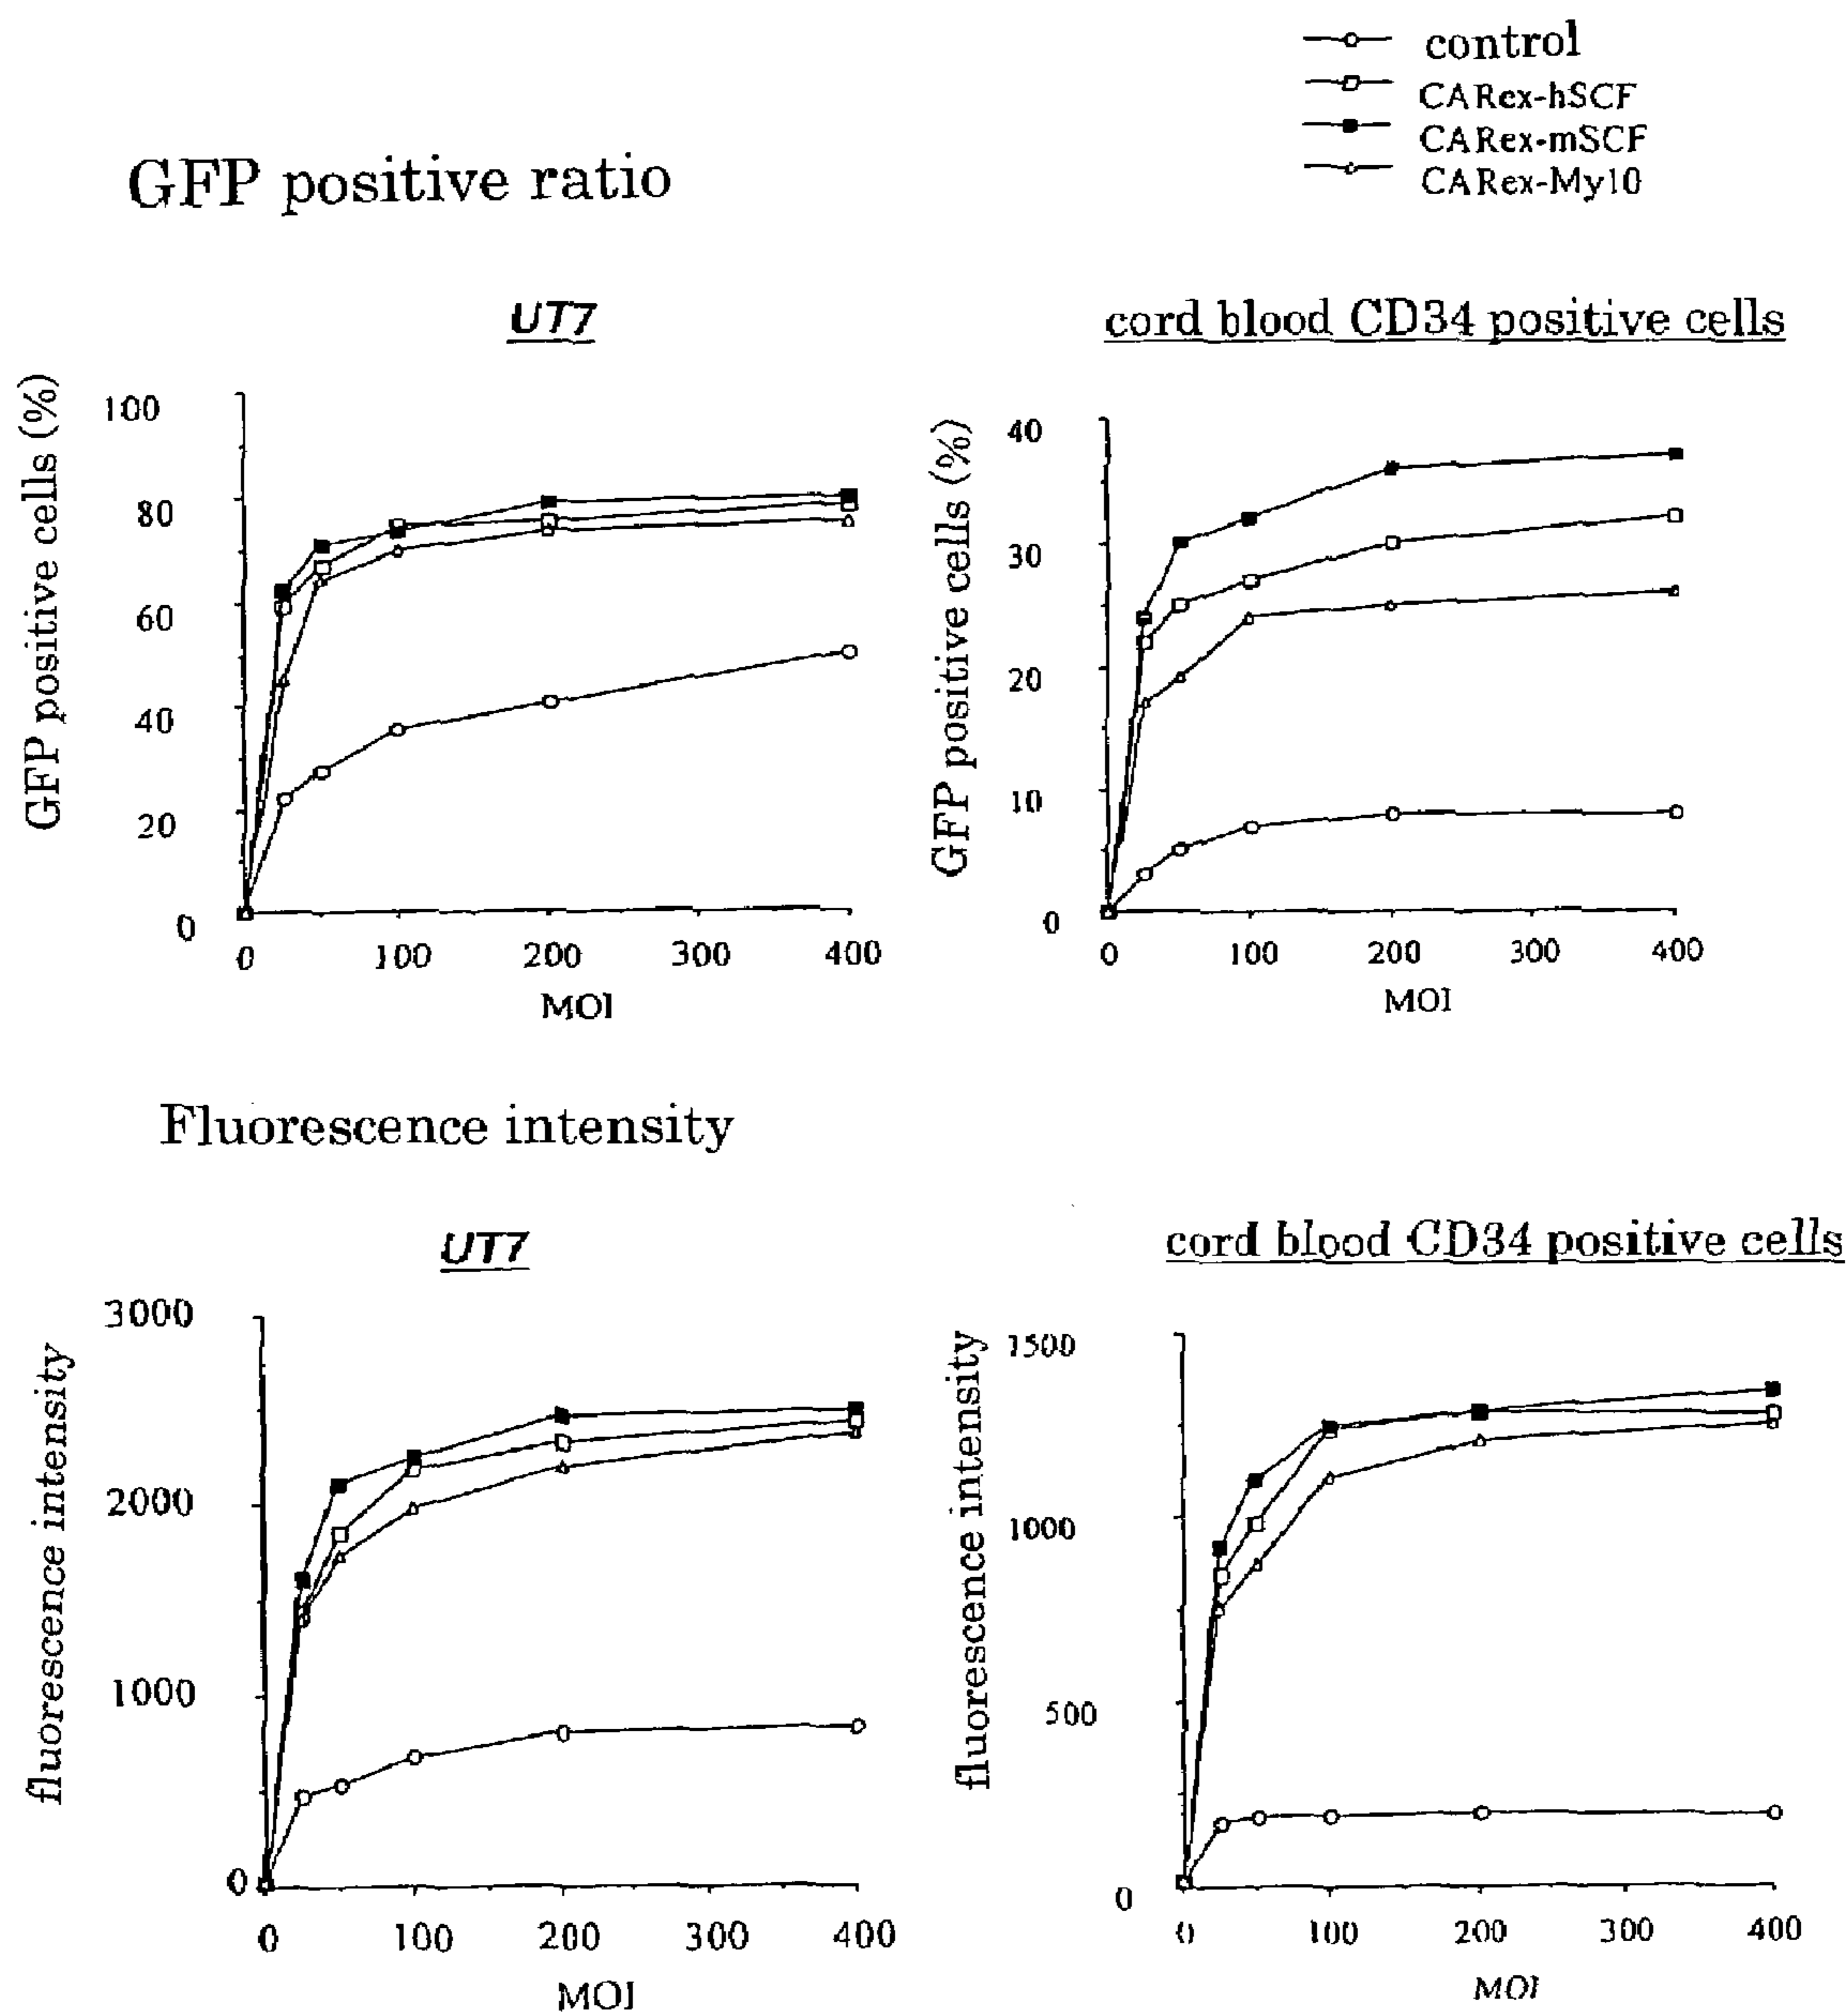 control
CARex-hSCF
CARex-mSCF
CARex-My10
GFP positive ratio
UT7
cord blood CD34 positive cells
GFP positive cells (%)
100
80
60
40
20
0
0 100 200 300 400
MOI
GFP positive cells (%)
40
30
20
10
0
0 100 200 300 400
MOI
Fluorescence intensity
UT7
cord blood CD34 positive cells
fluorescence intensity
3000
2000
1000
0
0 100 200 300 400
MOI
fluorescence intensity
1500
1000
500
0
0 100 200 300 400
MOI